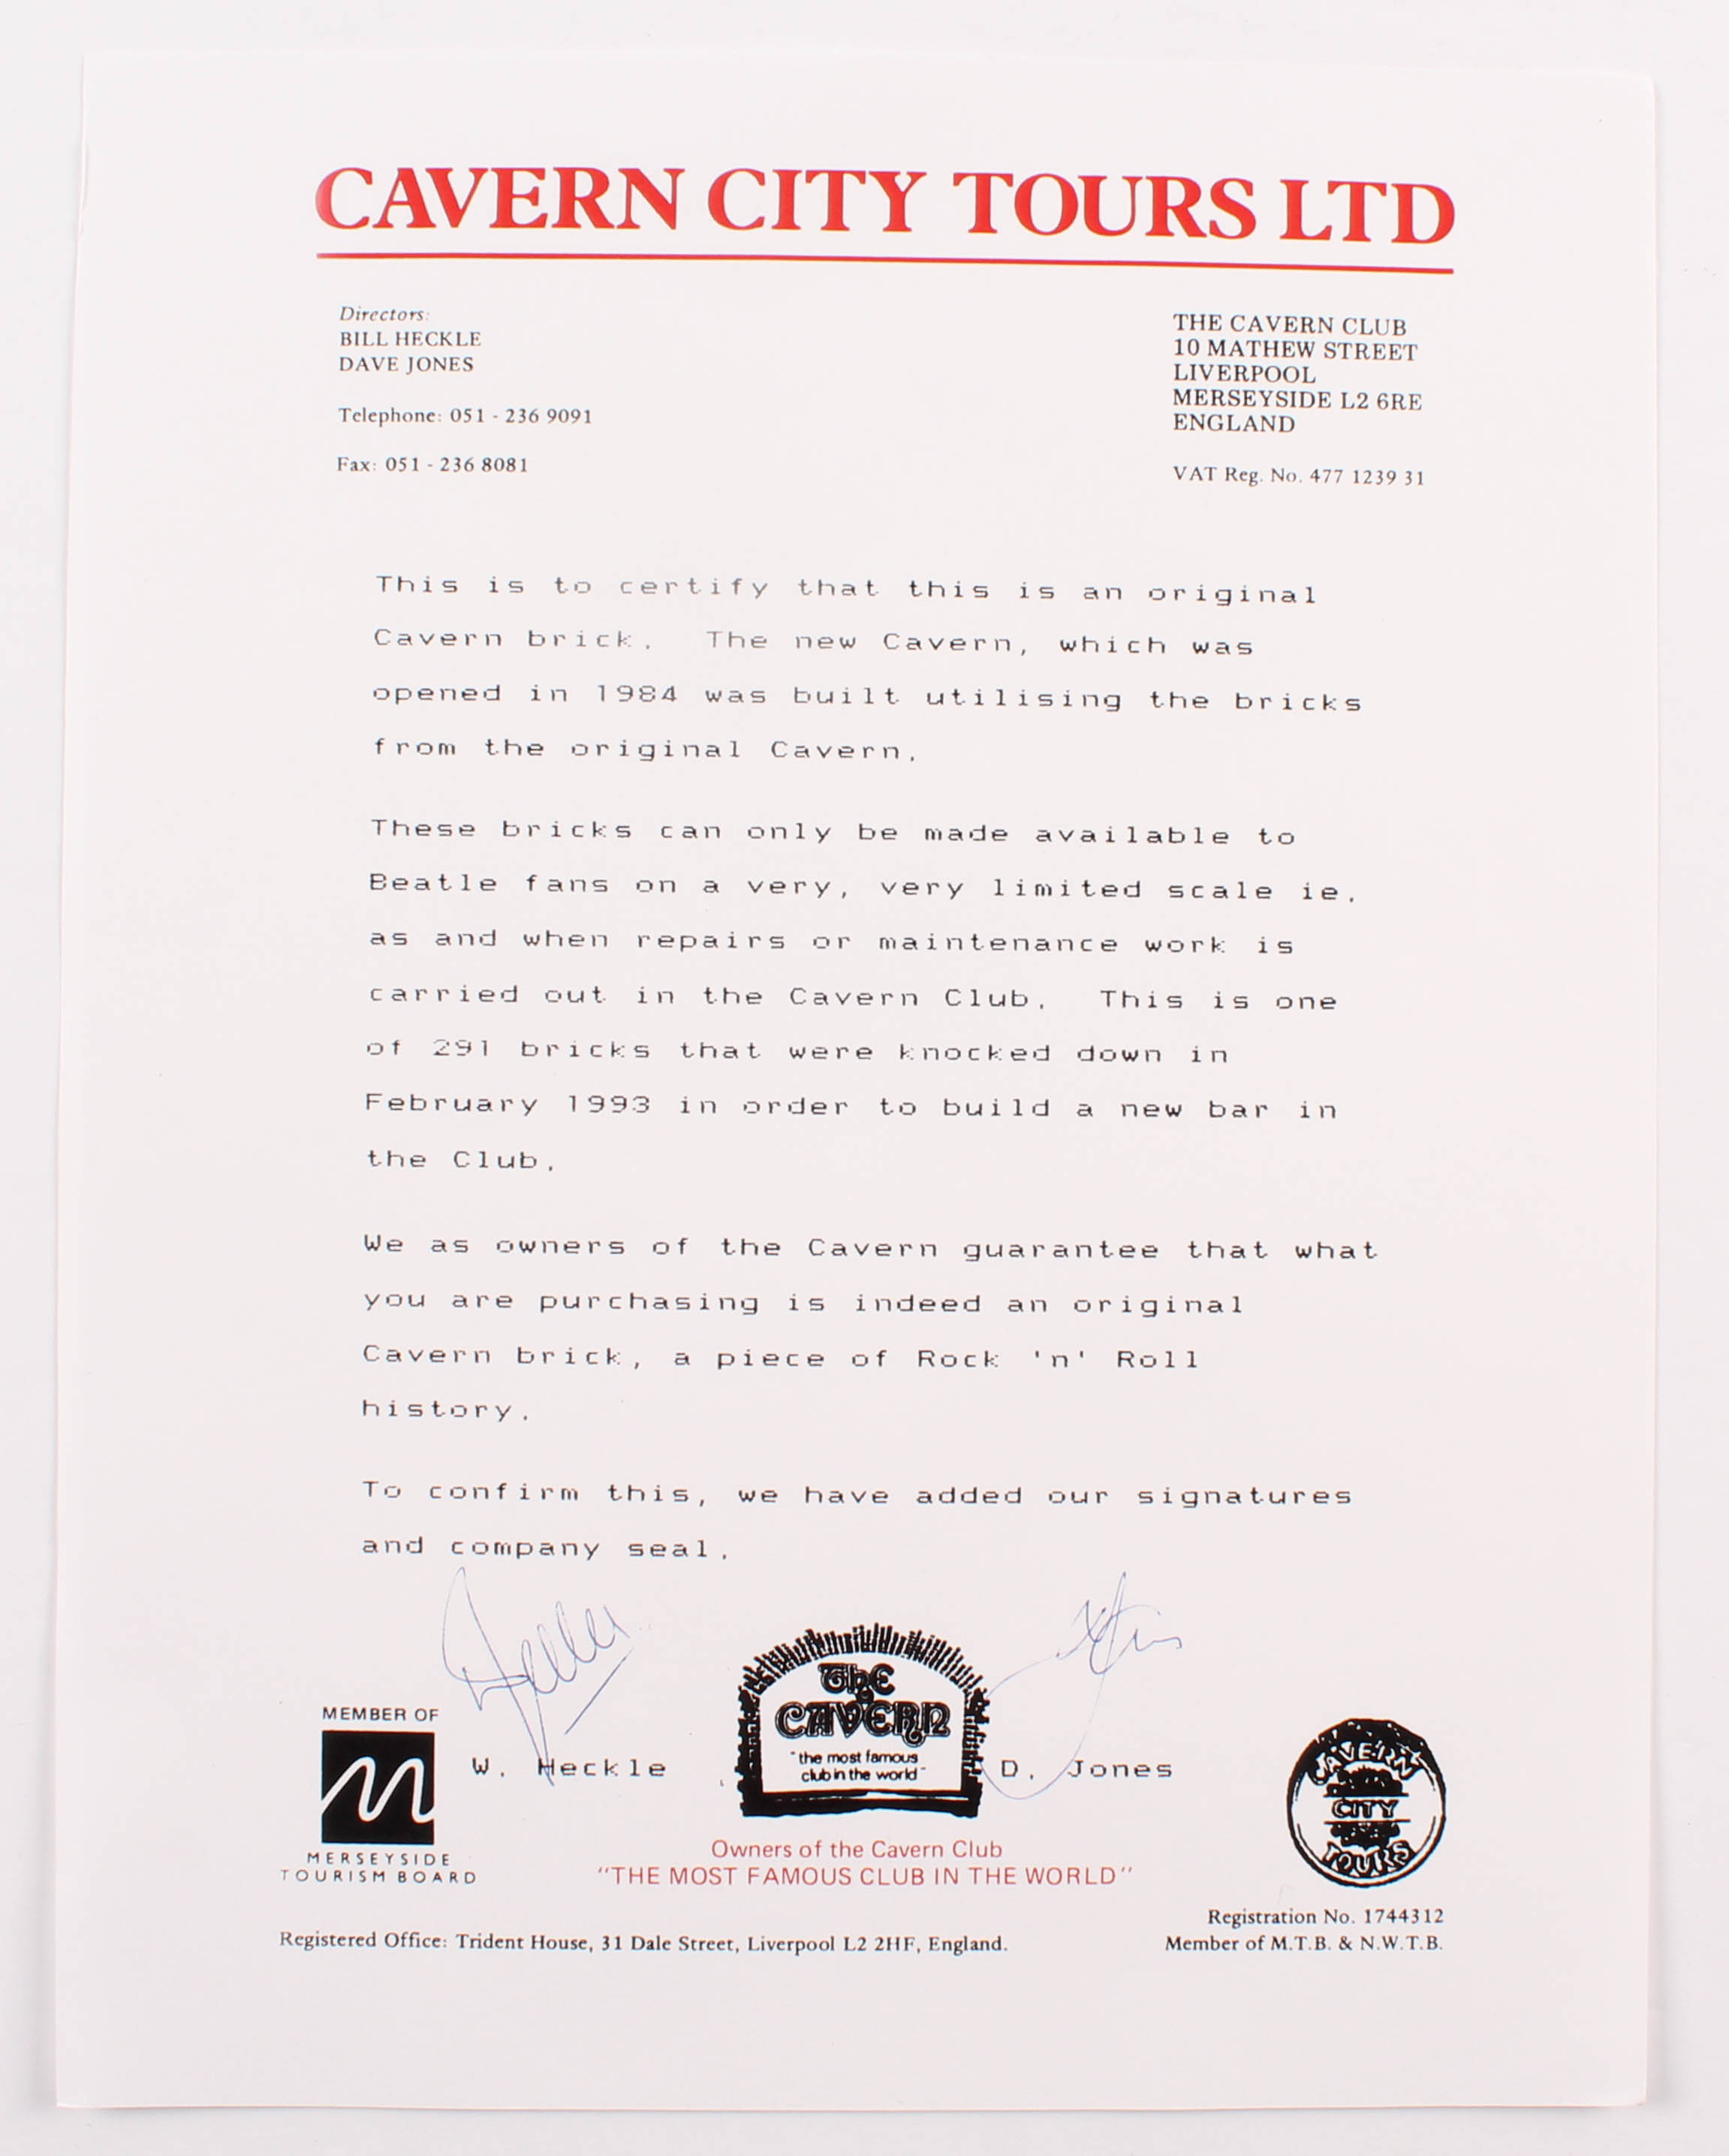 CAVERN CITY TOURS LTD
Directors:
BILL HECKLE
DAVE JONES
Telephone: 051 - 236 9091
Fax: 051 - 236 8081
THE CAVERN CLUB
10 MATHEW STREET
LIVERPOOL
MERSEYSIDE L2 6RE
ENGLAND
VAT Reg. No. 477 1239 31
This is to certify that this is an original
Cavern brick. The new Cavern, which was
opened in 1984 was built utilising the bricks
from the original Cavern.
These bricks can only be made available to
Beatle fans on a very, very limited scale ie.
as and when repairs or maintenance work is
carried out in the Cavern Club. This is one
of 291 bricks that were knocked down in
February 1993 in order to build a new bar in
the Club.
We as owners of the Cavern guarantee that what
you are purchasing is indeed an original
Cavern brick, a piece of Rock 'n' Roll
history.
To confirm this, we have added our signatures
and company seal.
W. Heckle
D. Jones
The
CAVERN
"the most famous
club in the world"
MEMBER OF
MERSEYSIDE
TOURISM BOARD
Owners of the Cavern Club
"THE MOST FAMOUS CLUB IN THE WORLD"
CAVERN
CITY
TOURS
Registered Office: Trident House, 31 Dale Street, Liverpool L2 2HF, England.
Registration No. 1744312
Member of M.T.B. & N.W.T.B.